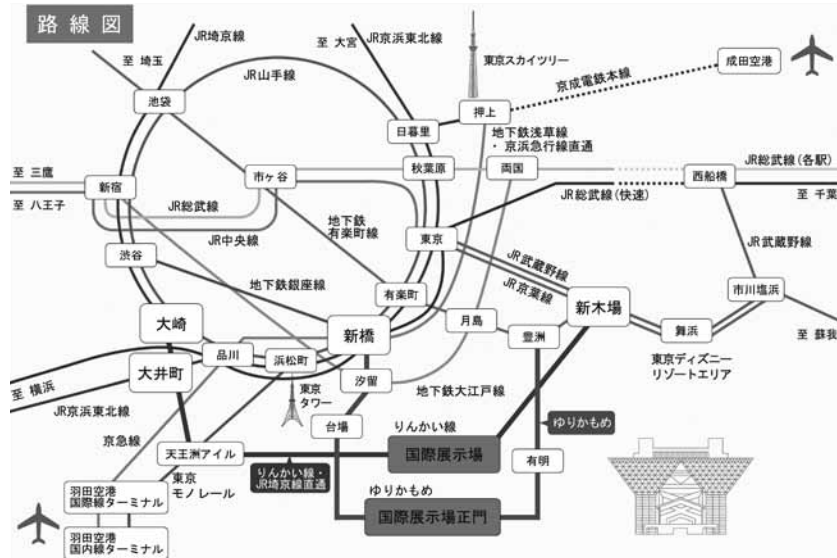 路線図
至 埼玉
JR埼京線
JR山手線
至 大宮
JR京浜東北線
東京スカイツリー
成田空港
京成電鉄本線
池袋
押上
日暮里
地下鉄浅草線
・京浜急行線直通
至 三鷹
新宿
市ヶ谷
秋葉原
両国
JR総武線(各駅)
西船橋
至 八王子
JR総武線
JR総武線(快速)
至 千葉
JR中央線
地下鉄
有楽町線
東京
JR武蔵野線
JR武蔵野線
渋谷
地下鉄銀座線
JR京葉線
有楽町
市川塩浜
大崎
新橋
月島
豊洲
新木場
舞浜
至 蘇我
品川
浜松町
東京ディズニー
リゾートエリア
大井町
汐留
至 横浜
東京
タワー
地下鉄大江戸線
JR京浜東北線
台場
りんかい線
ゆりかもめ
京急線
天王洲アイル
国際展示場
有明
りんかい線・
JR埼京線直通
東京
モノレール
羽田空港
国際線ターミナル
ゆりかもめ
国際展示場正門
羽田空港
国内線ターミナル